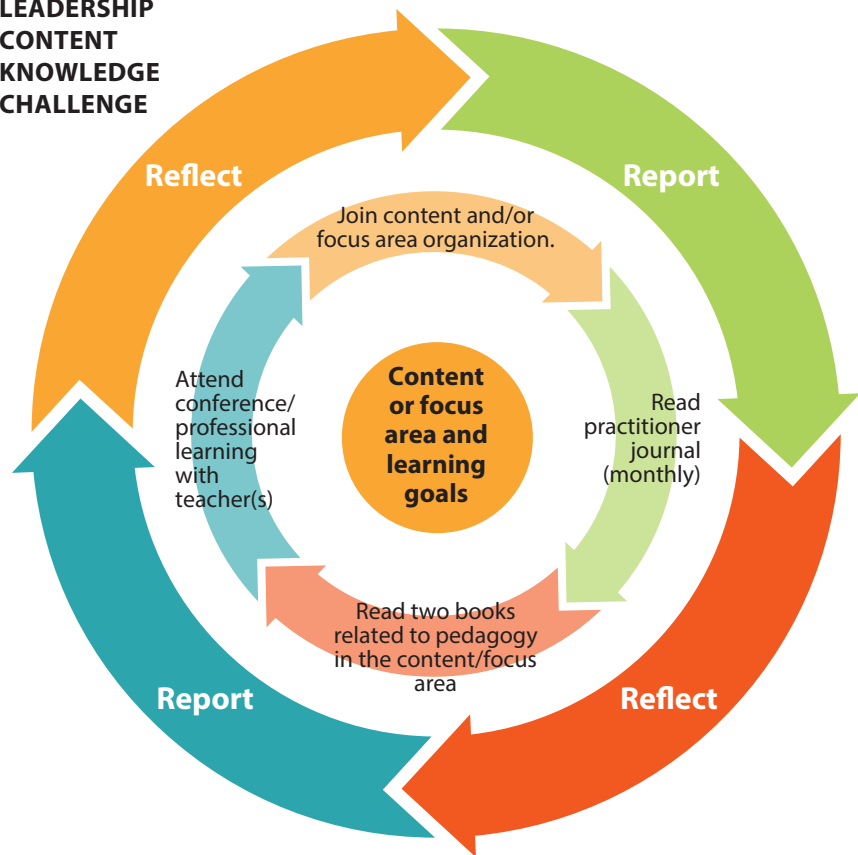 LEADERSHIP
CONTENT
KNOWLEDGE
CHALLENGE
Reflect
Report
Join content and/or
focus area organization.
Content
or focus
area and
learning
goals
Attend
conference/
professional
learning
with
teacher(s)
Read
practitioner
journal
(monthly)
Read two books
related to pedagogy
in the content/focus
area
Report
Reflect